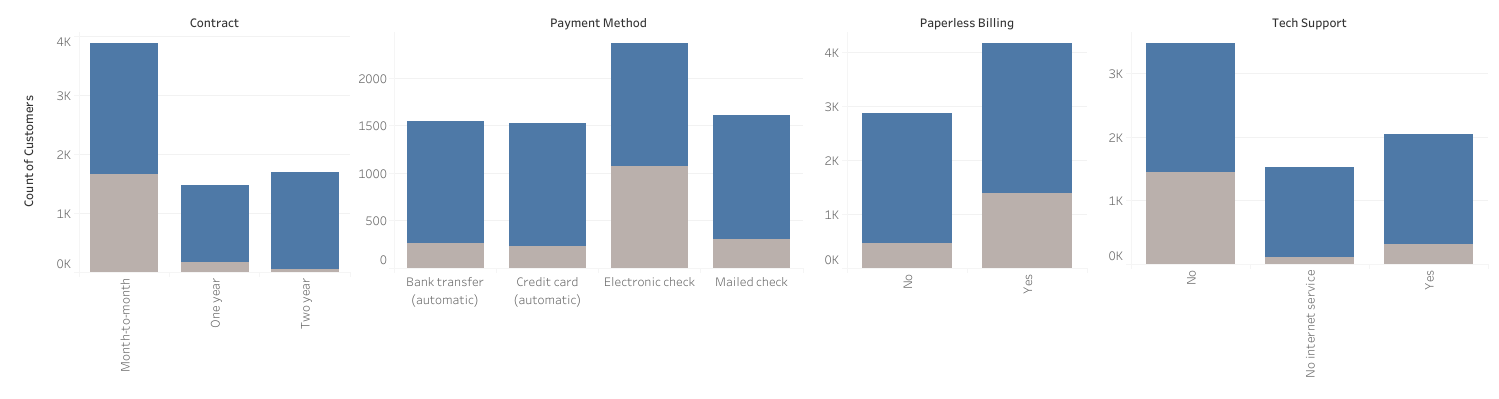 Contract
Payment Method
Paperless Billing
Tech Support
Count of Customers
4K
3K
2K
1K
0K
Month-to-month
One year
Two year
2000
1500
1000
500
0
Bank transfer
(automatic)
Credit card
(automatic)
Electronic check
Mailed check
4K
3K
2K
1K
0K
No
Yes
3K
2K
1K
0K
No
No internet service
Yes